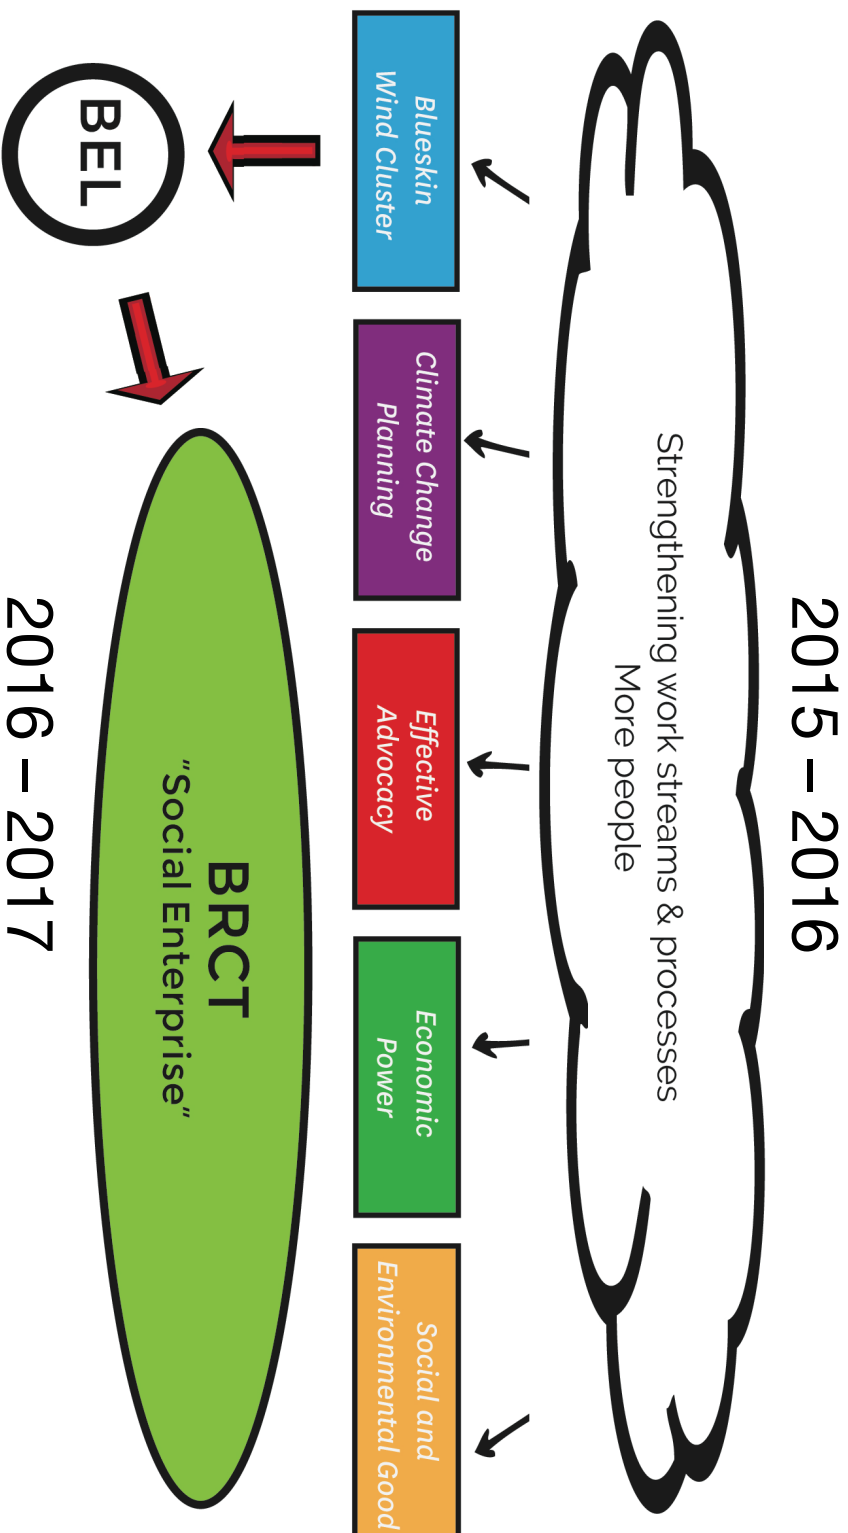 2015 – 2016
Strengthening work streams & processes
More people
Blueskin
Wind Cluster
Climate Change
Planning
Effective
Advocacy
Economic
Power
Social and
Environmental Good
BEL
BRCT
"Social Enterprise"
2016 – 2017